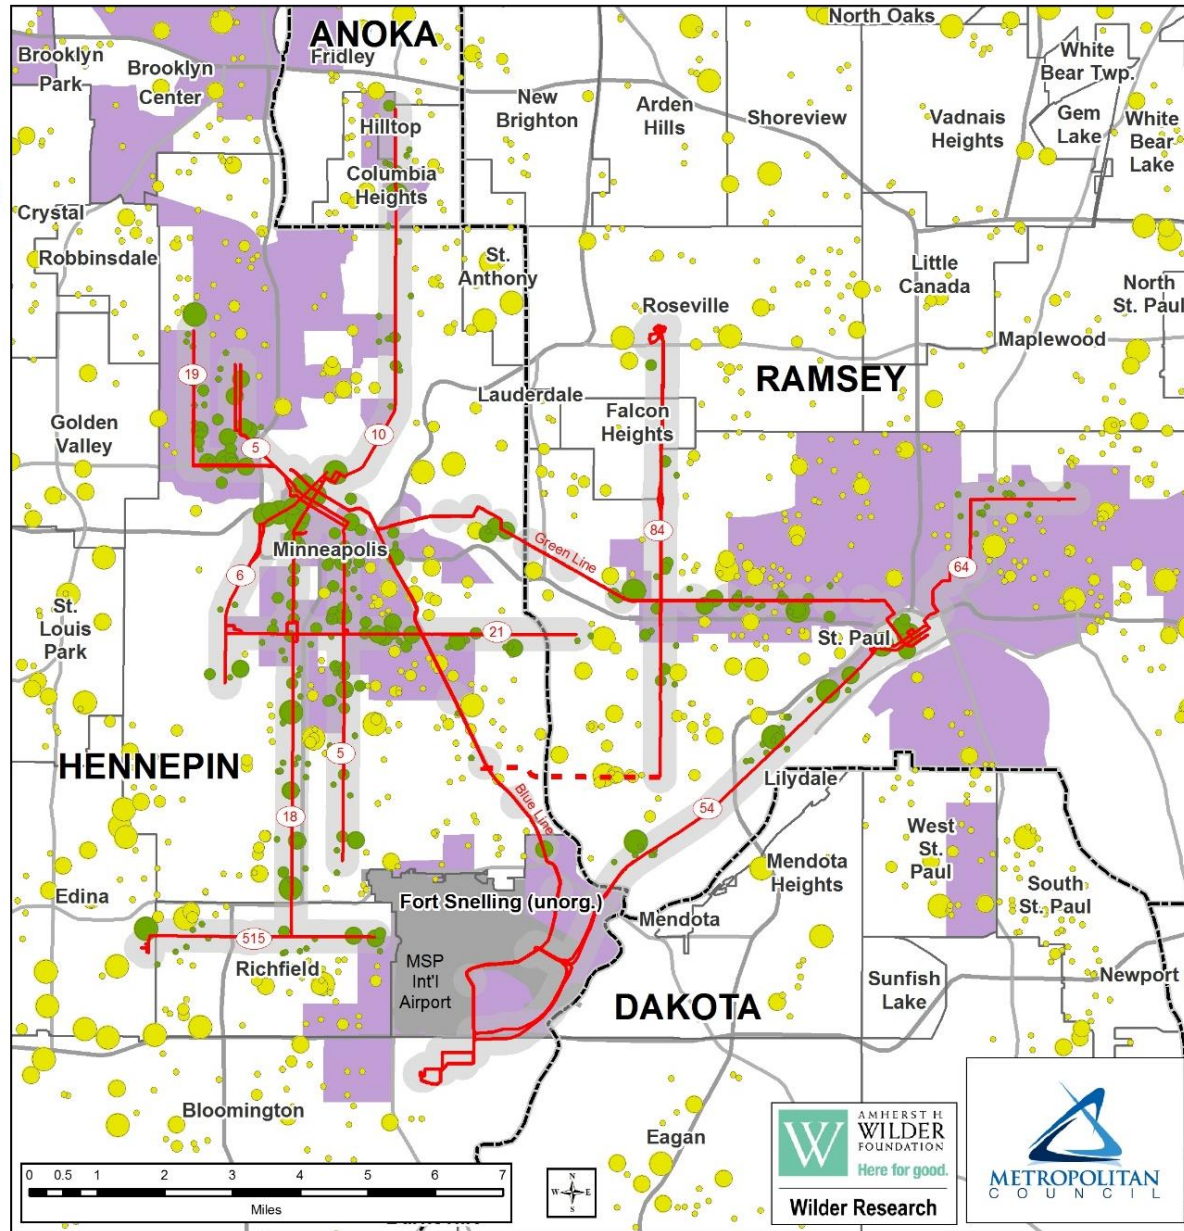 ANOKA
North Oaks
Fridley
Brooklyn
Park
Brooklyn
Center
White
Bear Twp.
New
Brighton
Arden
Hills
Shoreview
Vadnais
Heights
Gem
Lake
White
Bear
Lake
Hilltop
Columbia
Heights
Crystal
Robbinsdale
St.
Anthony
Little
Canada
North
St. Paul
Roseville
Maplewood
19
RAMSEY
Lauderdale
Falcon
Heights
Golden
Valley
10
5
84
Green Line
Minneapolis
64
6
St.
Louis
Park
21
St. Paul
HENNEPIN
5
Lilydale
Blue Line
54
18
West
St.
Paul
Mendota
Heights
South
St. Paul
Edina
Fort Snelling (unorg.)
Mendota
515
Richfield
MSP
Int'l
Airport
Sunfish
Lake
Newport
DAKOTA
Bloomington
Eagan
AMHERST H.
WILDER
FOUNDATION
Here for good.
Wilder Research
METROPOLITAN
COUNCIL
0 0.5 1 2 3 4 5 6 7
Miles
N
W E
S